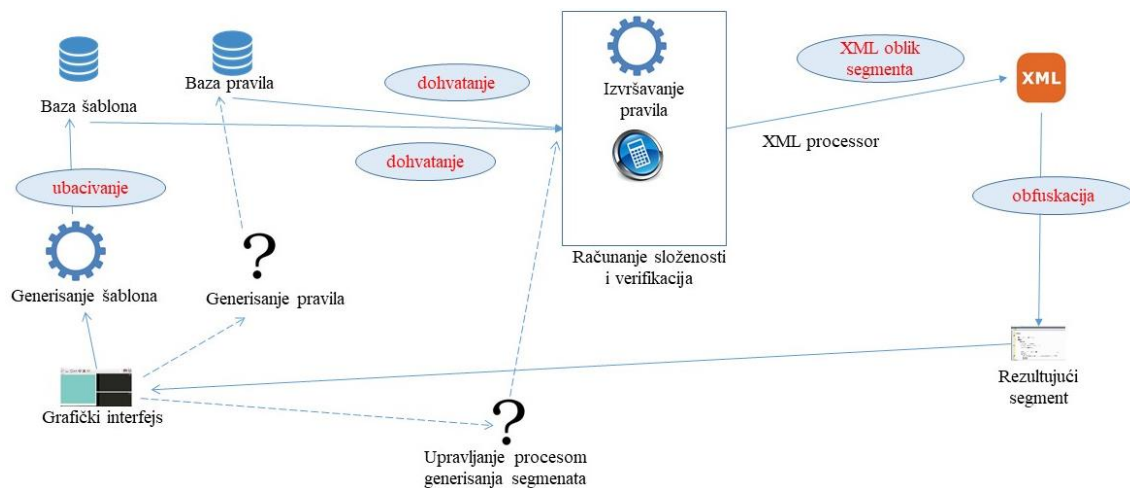 XML oblik
segmenta
XML
Baza šablona
Baza pravila
dohvatanje
Izvršavanje
pravila
XML processor
dohvatanje
ubacivanje
obfuskacija
?
Računanje složenosti
i verifikacija
Generisanje šablona
Generisanje pravila
Grafički interfejs
?
Rezultujući
segment
Upravljanje procesom
generisanja segmenata